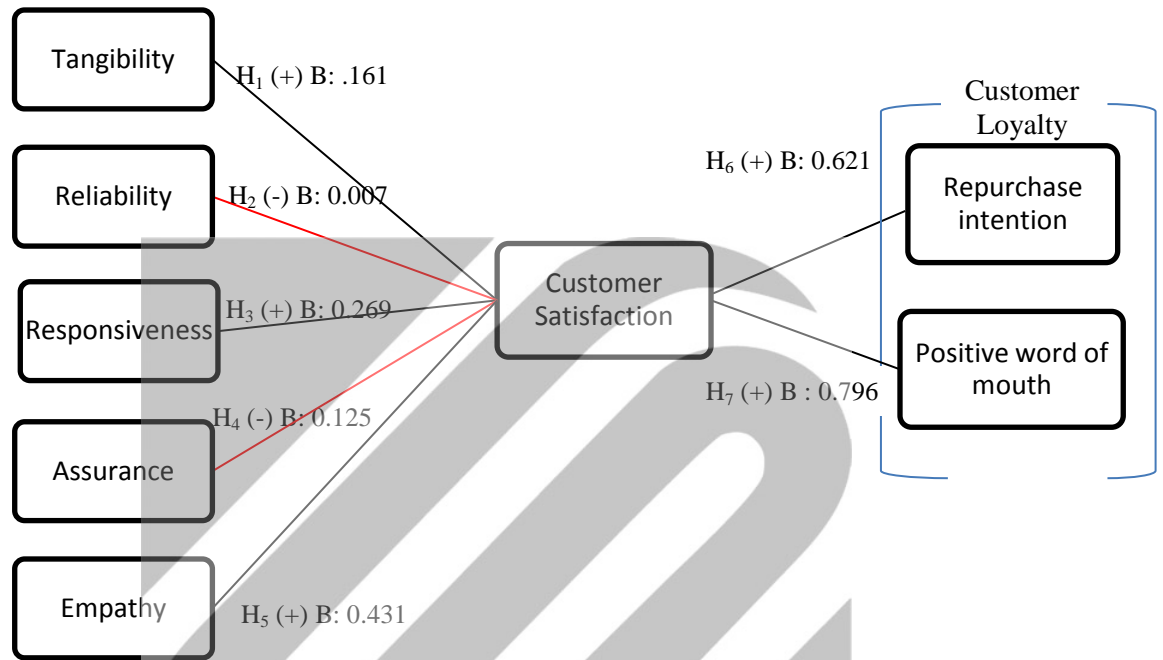 Tangibility
H₁ (+) B: .161
Reliability
H₂ (-) B: 0.007
Responsiveness
H₃ (+) B: 0.269
Assurance
H₄ (-) B: 0.125
Empathy
H₅ (+) B: 0.431
Customer
Satisfaction
H₆ (+) B: 0.621
H₇ (+) B : 0.796
Customer
Loyalty
Repurchase
intention
Positive word of
mouth